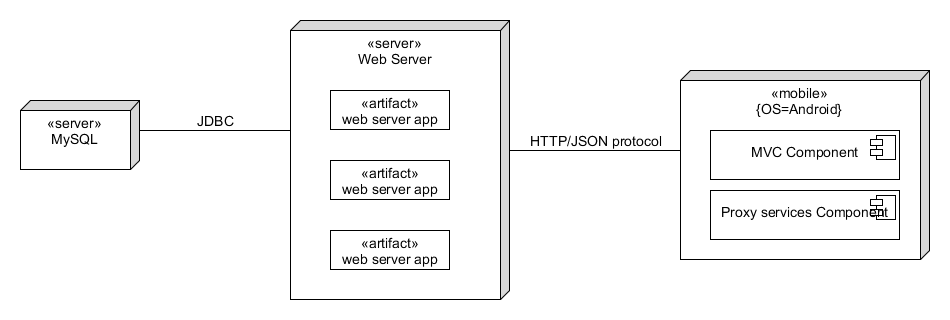 «server»
MySQL
JDBC
«server»
Web Server
«artifact»
web server app
«artifact»
web server app
«artifact»
web server app
HTTP/JSON protocol
«mobile»
{OS=Android}
MVC Component
Proxy services Component